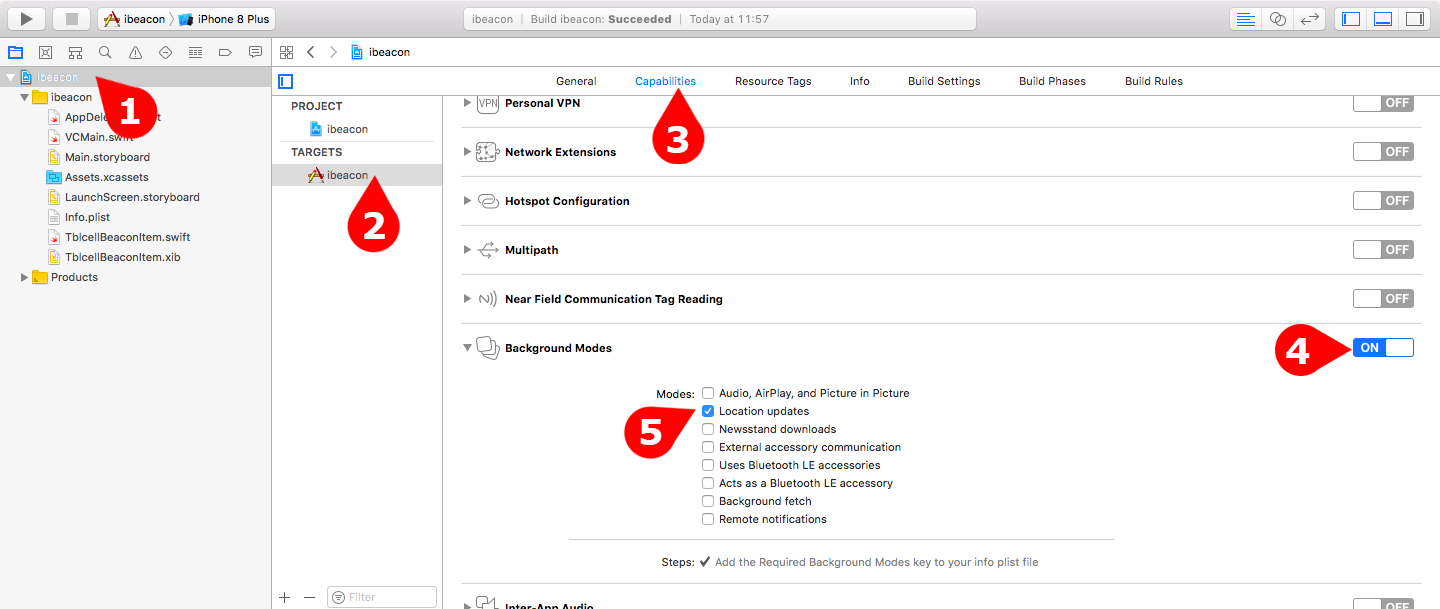 ibeacon iPhone 8 Plus
ibeacon | Build ibeacon: Succeeded | Today at 11:57
ibeacon
ibeacon
1
AppDele t
VCMain.swift
Main.storyboard
Assets.xcassets
LaunchScreen.storyboard
Info.plist
TblcellBeaconItem.swift
TblcellBeaconItem.xib
Products
ibeacon
General Capabilities Resource Tags Info Build Settings Build Phases Build Rules
PROJECT
ibeacon
TARGETS
ibeacon
2
+ − Filter
3
VPN Personal VPN OFF
Network Extensions OFF
Hotspot Configuration OFF
Multipath OFF
Near Field Communication Tag Reading OFF
Background Modes 4 ON
Modes: Audio, AirPlay, and Picture in Picture
5 Location updates
Newsstand downloads
External accessory communication
Uses Bluetooth LE accessories
Acts as a Bluetooth LE accessory
Background fetch
Remote notifications
Steps: ✔ Add the Required Background Modes key to your info plist file
Inter-App Audio OFF